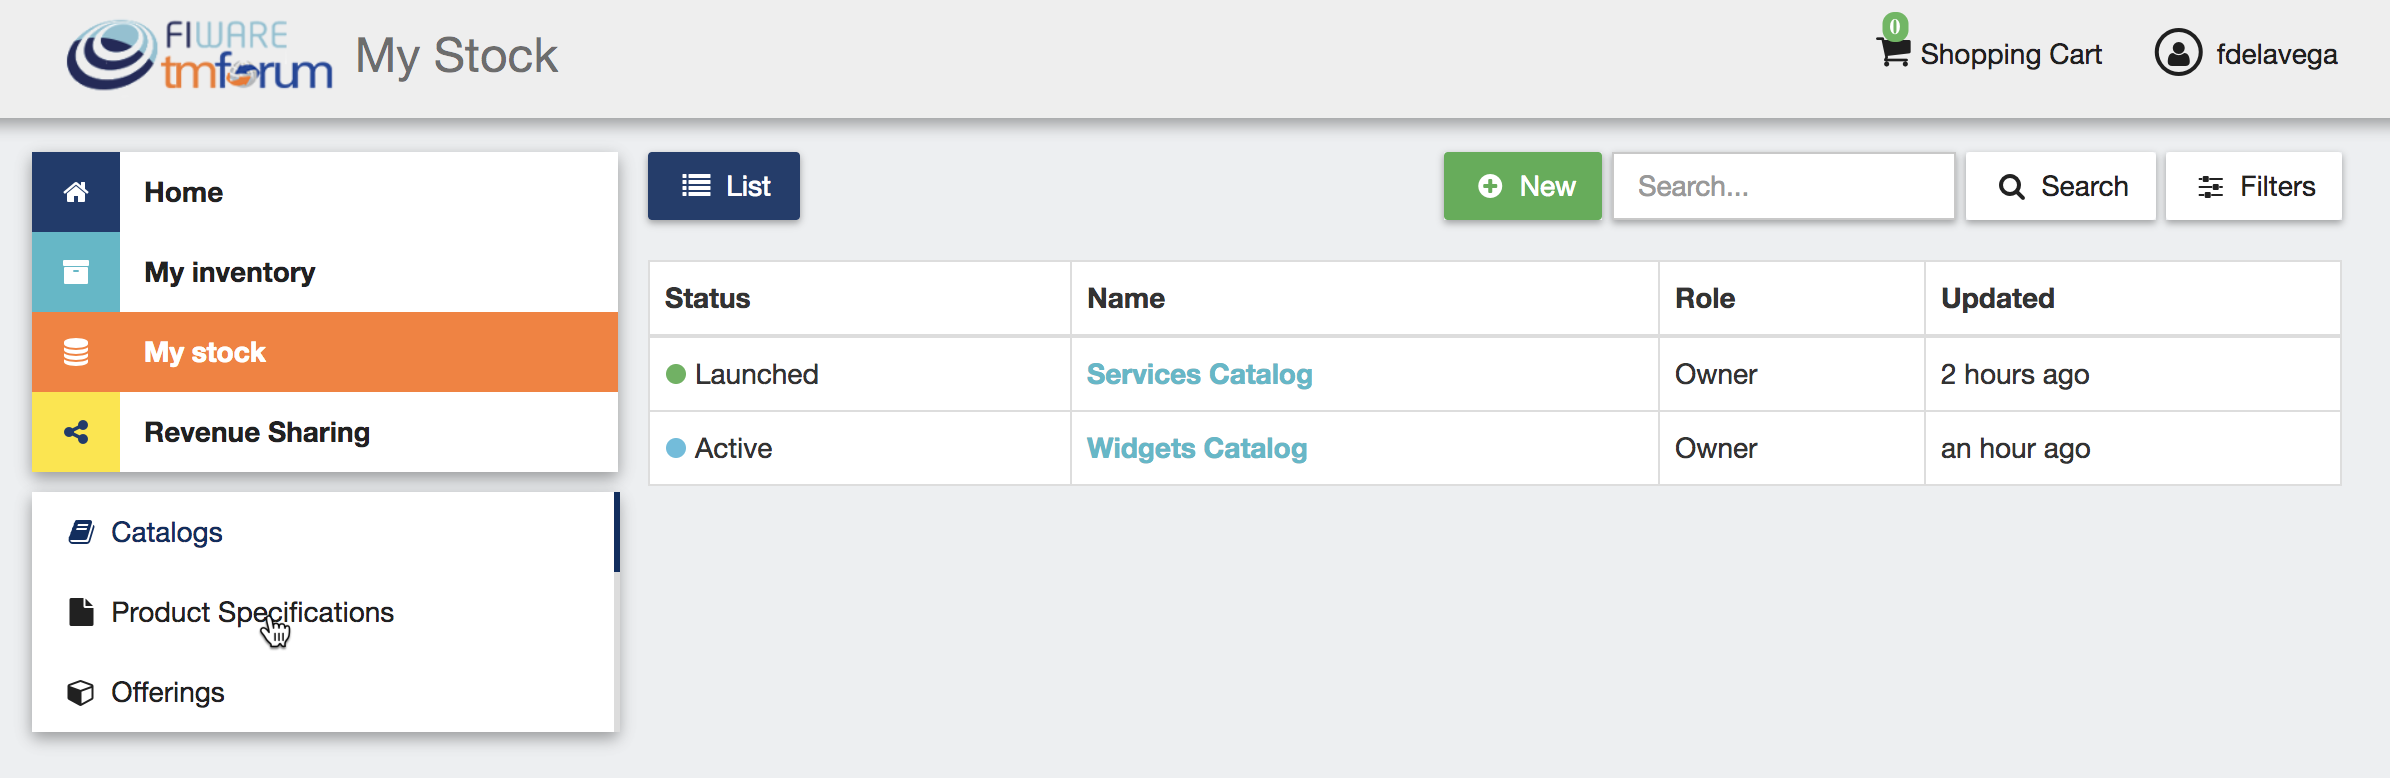 FIWARE
tmforum
My Stock
0
Shopping Cart
fdelavega
Home
My inventory
My stock
Revenue Sharing
Catalogs
Product Specifications
Offerings
List
New
Search...
Search
Filters
Status Name Role Updated
Launched Services Catalog Owner 2 hours ago
Active Widgets Catalog Owner an hour ago